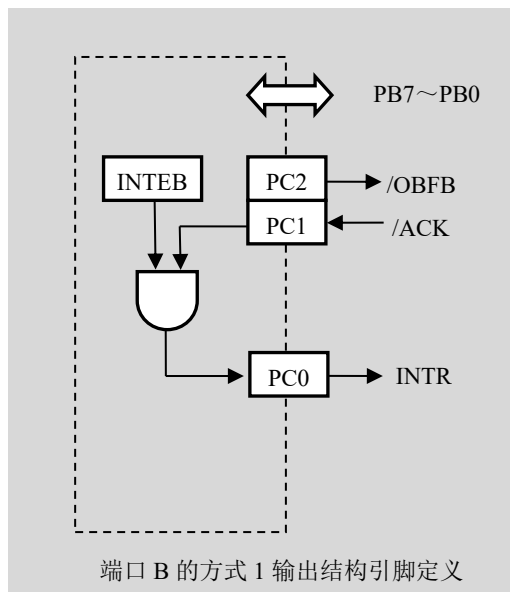 PB7～PB0
INTEB
PC2
/OBFB
PC1
/ACK
PC0
INTR
端口 B 的方式 1 输出结构引脚定义